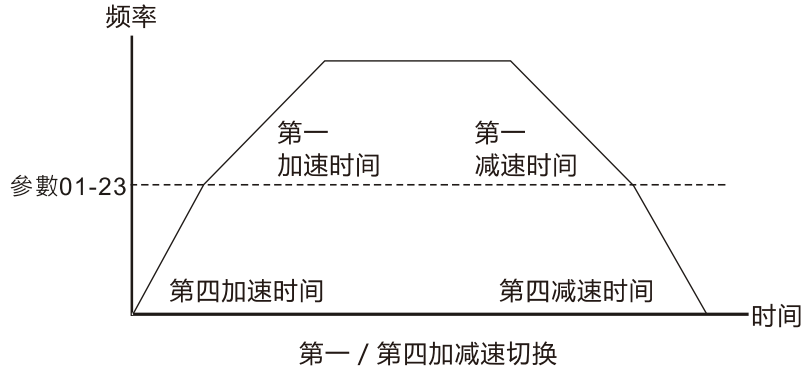 频率
第一
加速时间
第一
减速时间
參數01-23
第四加速时间
第四减速时间
时间
第一 / 第四加减速切换